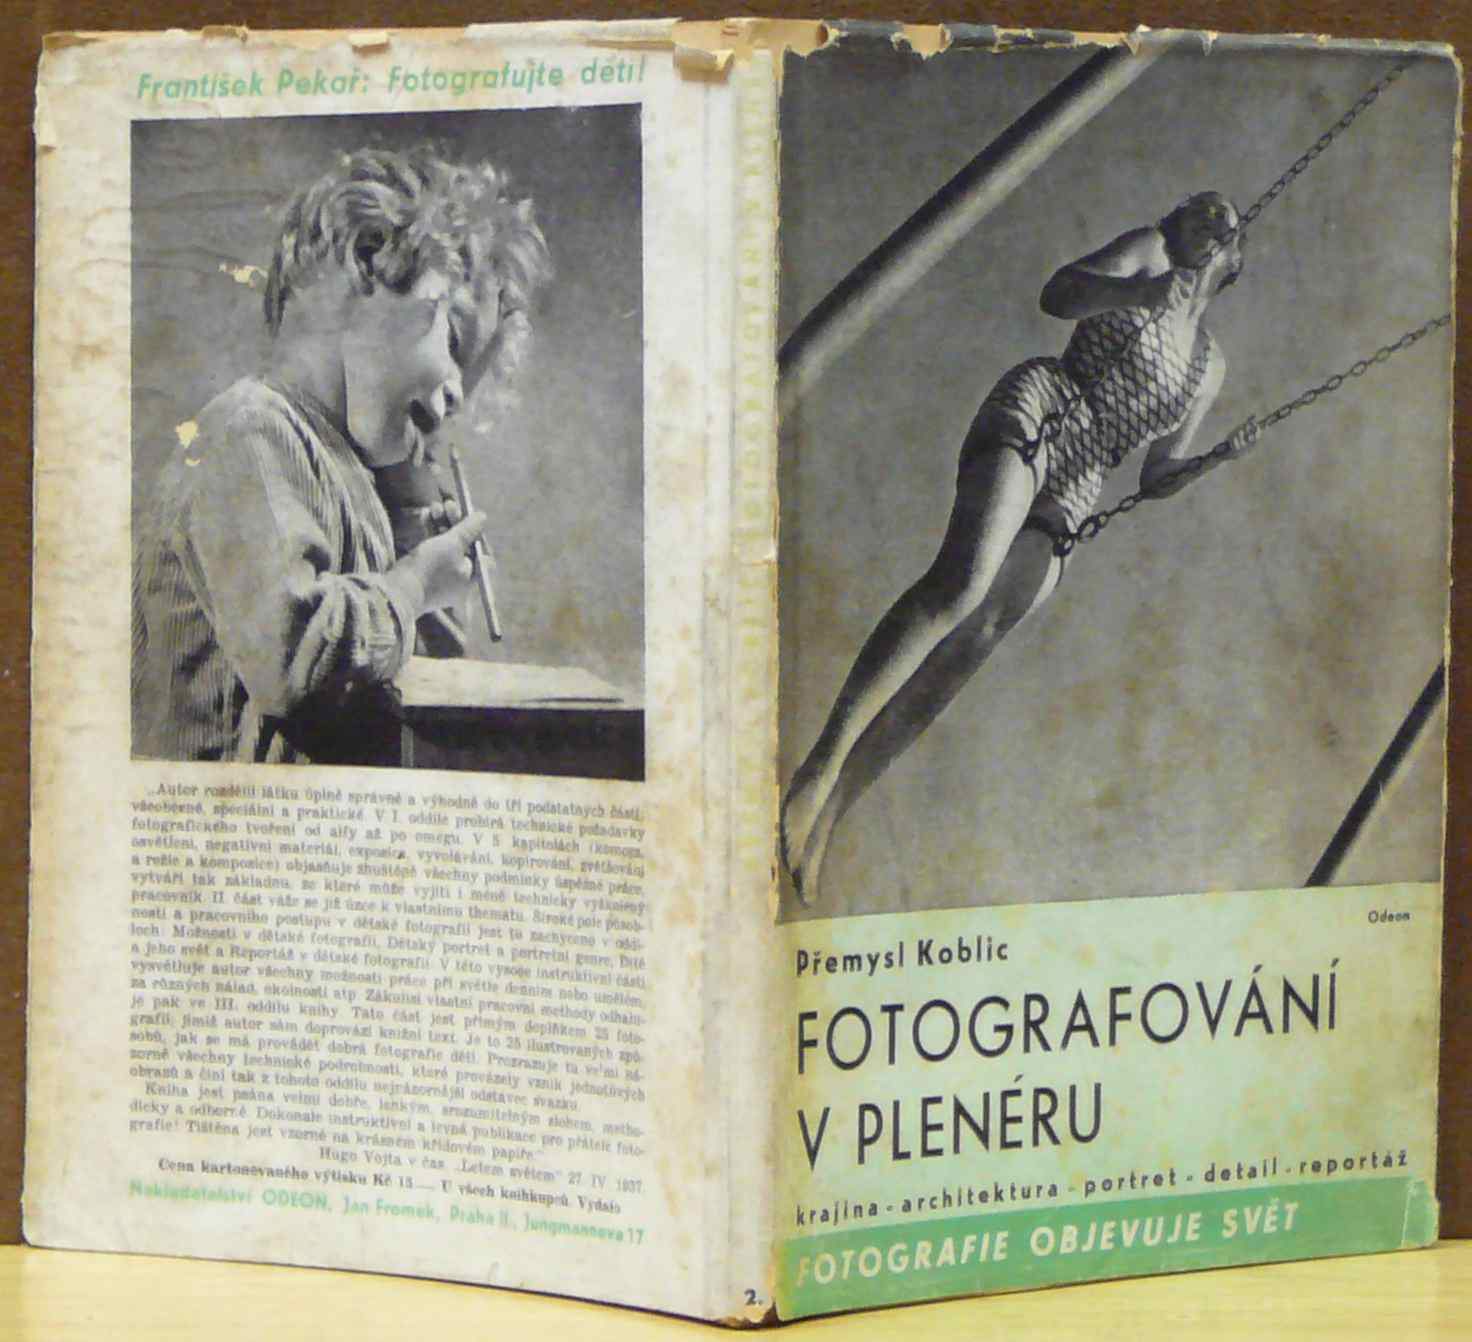 František Pekař: Fotografujte děti!
„Autor rozdělil látku úplně správně a výhodně do tří podstatných částí:
všeobecné, speciální a praktické. V I. oddíle probírá technické požadavky
fotografického tvoření od alfy až po omegu. V 5 kapitolách (komora,
osvětlení, negativní materiál, exposice, vyvolávání, kopírování, zvětšování
a režie a komposice) objasňuje zhuštěně všechny podmínky úspěšné práce,
vytváří tak základnu, ze které může vyjíti i méně technicky vyzbrojený
pracovník. II. část váže se již úzce k vlastnímu thematu. Široké pole působ-
nosti a pracovního postupu v dětské fotografii jest tu zachyceno v oddí-
lech: Možnosti v dětské fotografii, Dětský portret a portretní genre, Dítě
a jeho svět a Reportáž v dětské fotografii. V této vysoce instruktivní části
vysvětluje autor všechny možnosti práce při světle denním nebo umělém,
za různých nálad, okolností atp. Zákulisí vlastní pracovní methody odhalu-
je pak ve III. oddílu knihy. Tato část jest přímým doplňkem 25 foto-
grafií, jimiž autor sám doprovází knižní text. Je to 25 ilustrovaných způ-
sobů, jak se má provádět dobrá fotografie dětí. Prozrazuje tu velmi ná-
zorně všechny technické podrobnosti, které provázely vznik jednotlivých
obrazů a činí tak z tohoto oddílu nejnázornější odstavec svazku.
Kniha jest psána velmi dobře, lehkým, srozumitelným slohem, metho-
dicky a odborně. Dokonale instruktivní a levná publikace pro přátele foto-
grafie! Tištěna jest vzorně na krásném křídovém papíře.“
Hugo Vojta v čas. „Letem světem“ 27. IV. 1937.
Cena kartonovaného výtisku Kč 15.— U všech knihkupců. Vydalo
Nakladatelství ODEON, Jan Fromek, Praha II., Jungmannova 17
2.
Odeon
Přemysl Koblic
FOTOGRAFOVÁNÍ
V PLENÉRU
krajina - architektura - portret - detail - reportáž
FOTOGRAFIE OBJEVUJE SVĚT